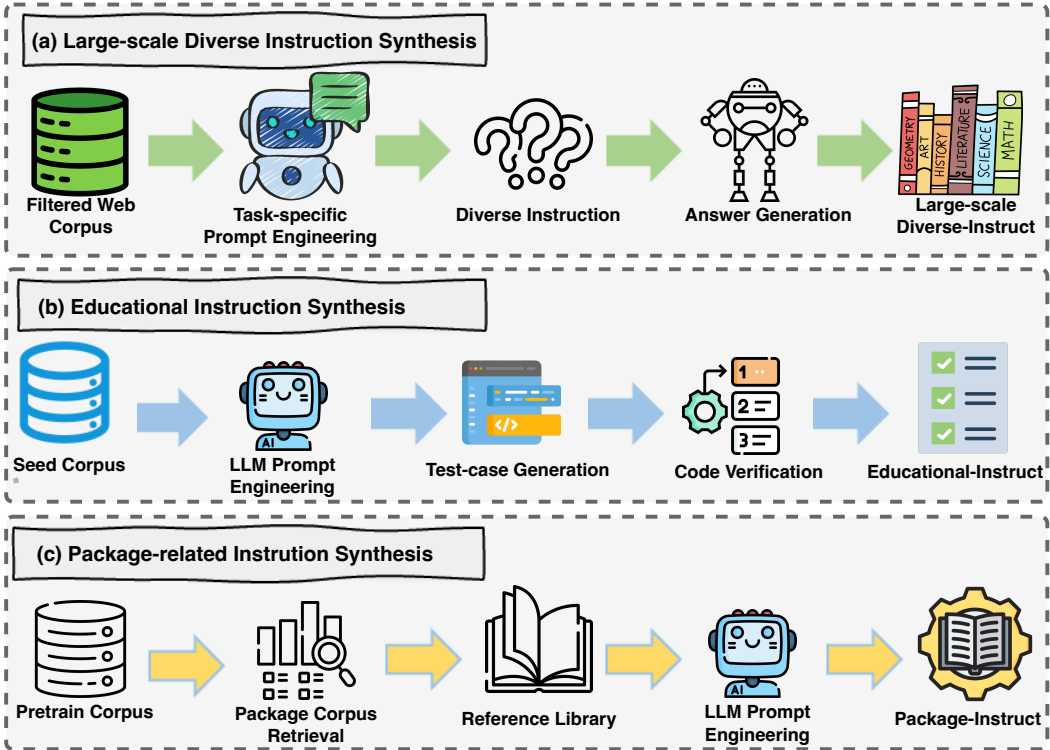 (a) Large-scale Diverse Instruction Synthesis
GEOMETRY
ART
HISTORY
LITERATURE
SCIENCE
MATH
Filtered Web
Corpus
Task-specific
Prompt Engineering
Diverse Instruction
Answer Generation
Large-scale
Diverse-Instruct
(b) Educational Instruction Synthesis
AI
</>
1
2
3
Seed Corpus
LLM Prompt
Engineering
Test-case Generation
Code Verification
Educational-Instruct
(c) Package-related Instrution Synthesis
AI
Pretrain Corpus
Package Corpus
Retrieval
Reference Library
LLM Prompt
Engineering
Package-Instruct